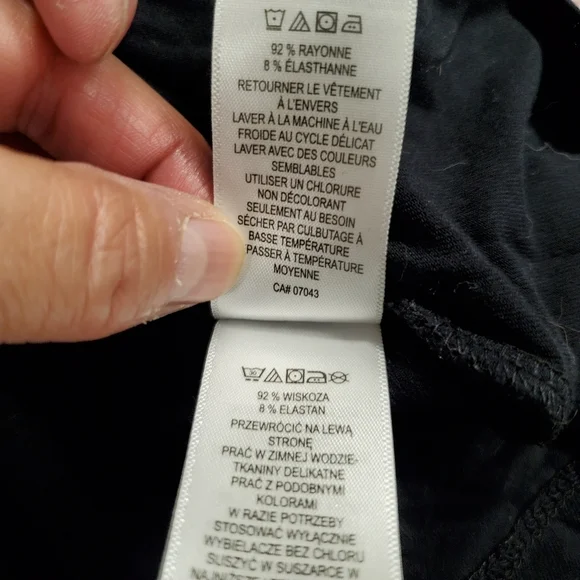 92 % RAYONNE
8 % ÉLASTHANNE
RETOURNER LE VÊTEMENT
À L'ENVERS
LAVER À LA MACHINE À L'EAU
FROIDE AU CYCLE DÉLICAT
LAVER AVEC DES COULEURS
SEMBLABLES
UTILISER UN CHLORURE
NON DÉCOLORANT
SEULEMENT AU BESOIN
SÉCHER PAR CULBUTAGE À
BASSE TEMPÉRATURE
PASSER À TEMPÉRATURE
MOYENNE
CA# 07043
30
92 % WISKOZA
8 % ELASTAN
PRZEWRÓCIĆ NA LEWĄ
STRONĘ
PRAĆ W ZIMNEJ WODZIE-
TKANINY DELIKATNE
PRAĆ Z PODOBNYMI
KOLORAMI
W RAZIE POTRZEBY
STOSOWAĆ WYŁĄCZNIE
WYBIELACZE BEZ CHLORU
SUSZYĆ W SUSZARCE W